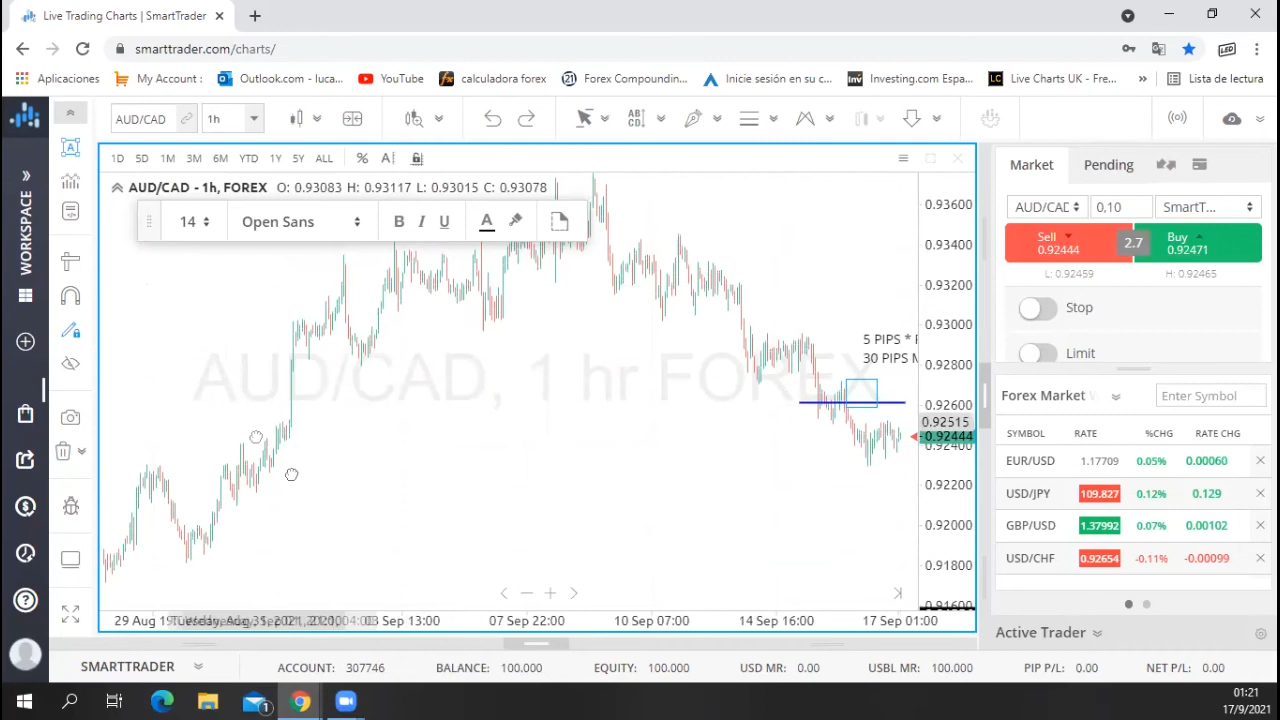 Live Trading Charts | SmartTrader
smarttrader.com/charts/
Aplicaciones My Account : Outlook.com - luca... YouTube calculadora forex Forex Compoundin... Inicie sesión en su c... Investing.com Espa... Live Charts UK - Fre... » Lista de lectura
AUD/CAD 1h
1D 5D 1M 3M 6M YTD 1Y 5Y ALL %
AUD/CAD - 1h, FOREX O: 0.93083 H: 0.93117 L: 0.93015 C: 0.93078
14 Open Sans B I U A
WORKSPACE
AUD/CAD, 1 hr FOREX
5 PIPS * P
30 PIPS M
0.93600
0.93400
0.93200
0.93000
0.92800
0.92600
0.92515
0.92444
0.92400
0.92200
0.92000
0.91800
0.91600
29 Aug 03 Sep 13:00 07 Sep 22:00 10 Sep 07:00 14 Sep 16:00 17 Sep 01:00
Market Pending
AUD/CAD 0,10 SmartT...
Sell 0.92444 2.7 Buy 0.92471
L: 0.92459 H: 0.92465
Stop
Limit
Forex Market Enter Symbol
SYMBOL RATE %CHG RATE CHG
EUR/USD 1.17709 0.05% 0.00060
USD/JPY 109.827 0.12% 0.129
GBP/USD 1.37992 0.07% 0.00102
USD/CHF 0.92654 -0.11% -0.00099
Active Trader
SMARTTRADER ACCOUNT: 307746 BALANCE: 100.000 EQUITY: 100.000 USD MR: 0.00 USBL MR: 100.000 PIP P/L: 0.00 NET P/L: 0.00
1
01:21
17/9/2021